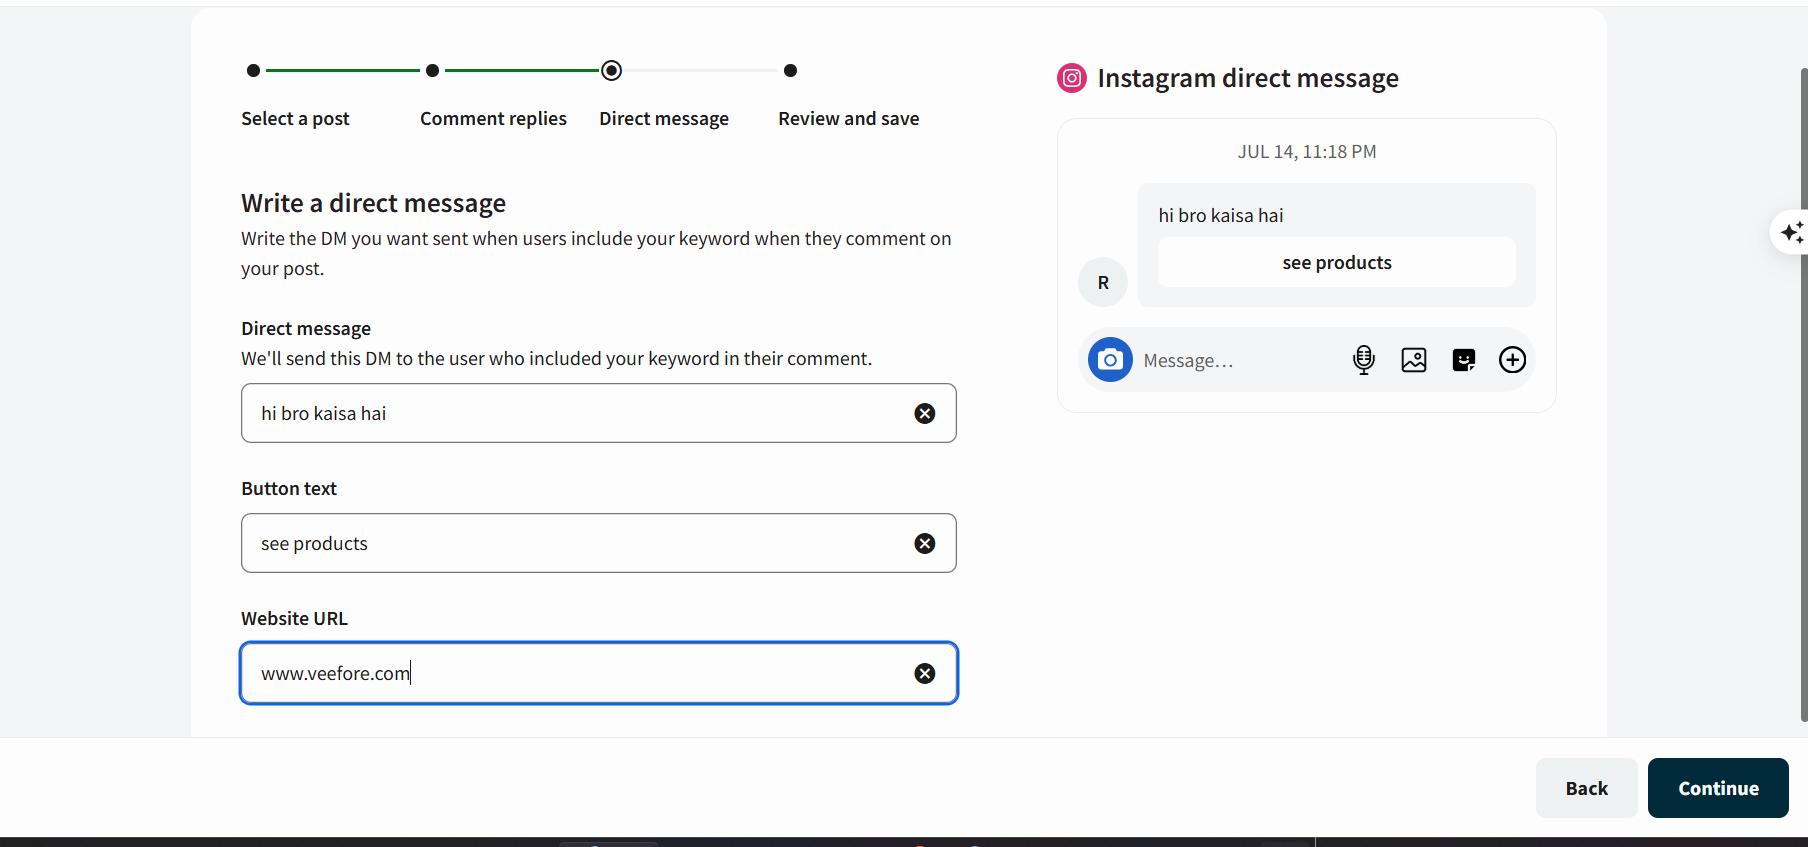 Select a post
Comment replies
Direct message
Review and save
Write a direct message
Write the DM you want sent when users include your keyword when they comment on
your post.
Direct message
We'll send this DM to the user who included your keyword in their comment.
hi bro kaisa hai
Button text
see products
Website URL
www.veefore.com
Instagram direct message
JUL 14, 11:18 PM
hi bro kaisa hai
see products
R
Message…
Back
Continue